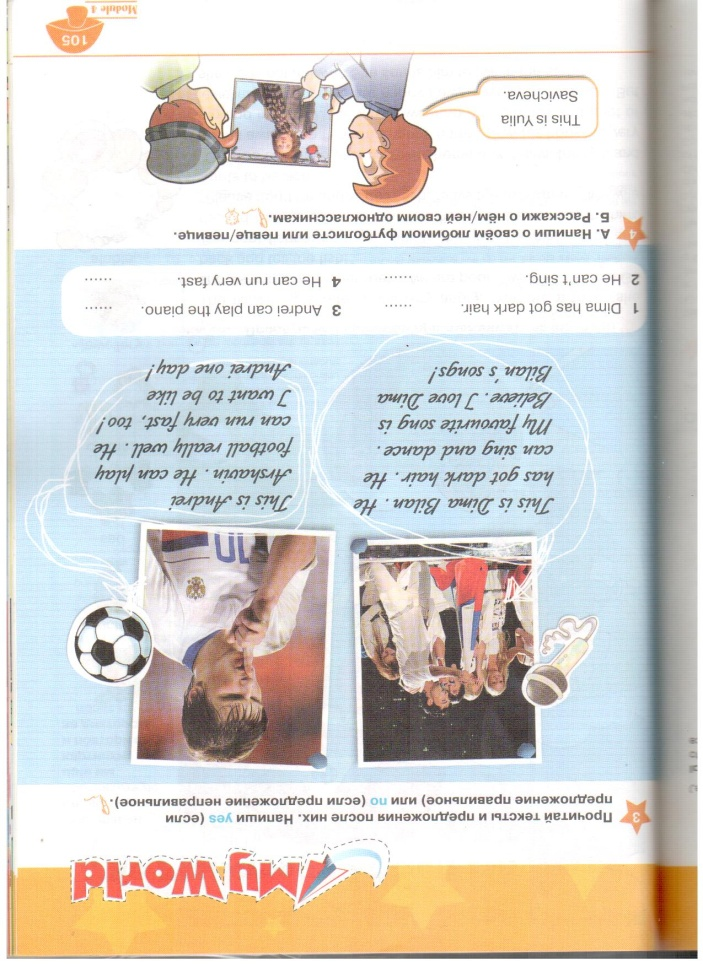 My World
3 Прочитай тексты и предложения после них. Напиши yes (если
предложение правильное) или no (если предложение неправильное).
This is Dima Bilan. He
has got dark hair. He
can sing and dance.
My favourite song is
Believe. I love Dima
Bilan's songs!
This is Andrei
Arshavin. He can play
football really well. He
can run very fast, too!
I want to be like
Andrei one day!
1 Dima has got dark hair. ......
2 He can't sing. ......
3 Andrei can play the piano. ......
4 He can run very fast. ......
4 А. Напиши о своём любимом футболисте или певце/певице.
Б. Расскажи о нём/ней своим одноклассникам.
This is Yulia
Savicheva.
105
Module 4